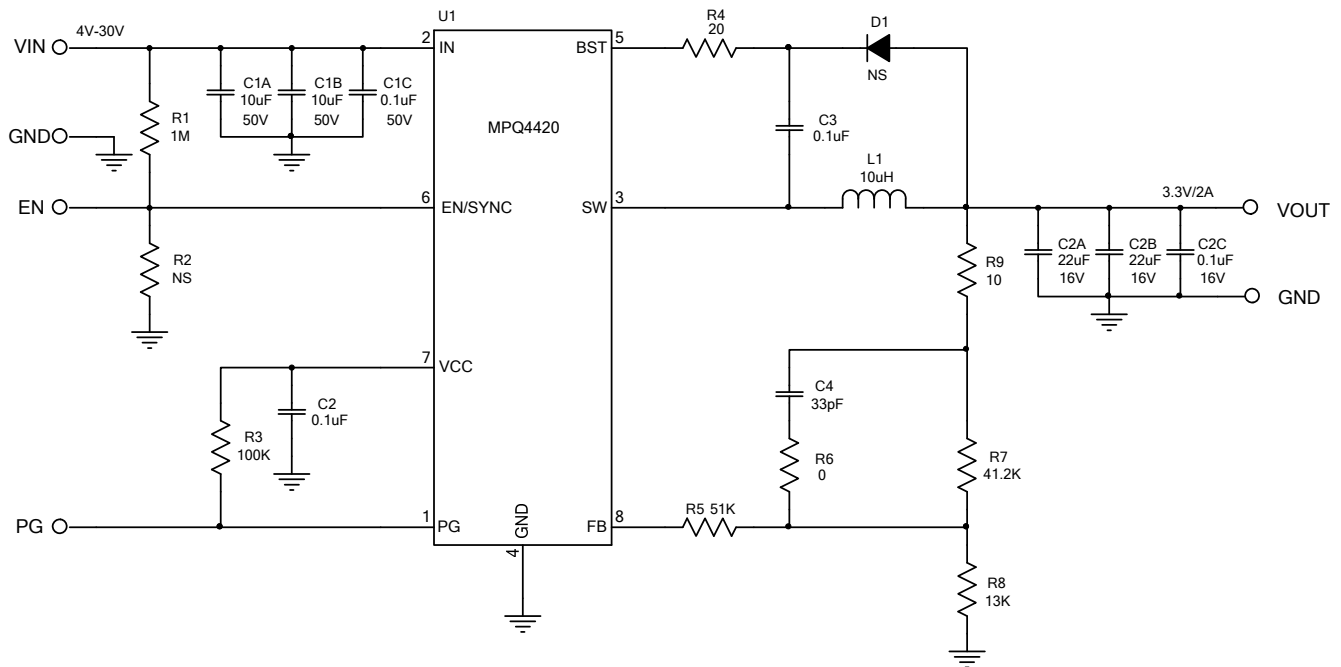 U1
VIN
4V-30V
2
IN
BST
5
R4
20
D1
NS
C1A
10uF
50V
C1B
10uF
50V
C1C
0.1uF
50V
R1
1M
GND
MPQ4420
C3
0.1uF
L1
10uH
EN
6
EN/SYNC
SW
3
3.3V/2A
VOUT
R2
NS
R9
10
C2A
22uF
16V
C2B
22uF
16V
C2C
0.1uF
16V
GND
7
VCC
C2
0.1uF
R3
100K
C4
33pF
R6
0
R7
41.2K
PG
1
PG
GND
4
FB
8
R5 51K
R8
13K